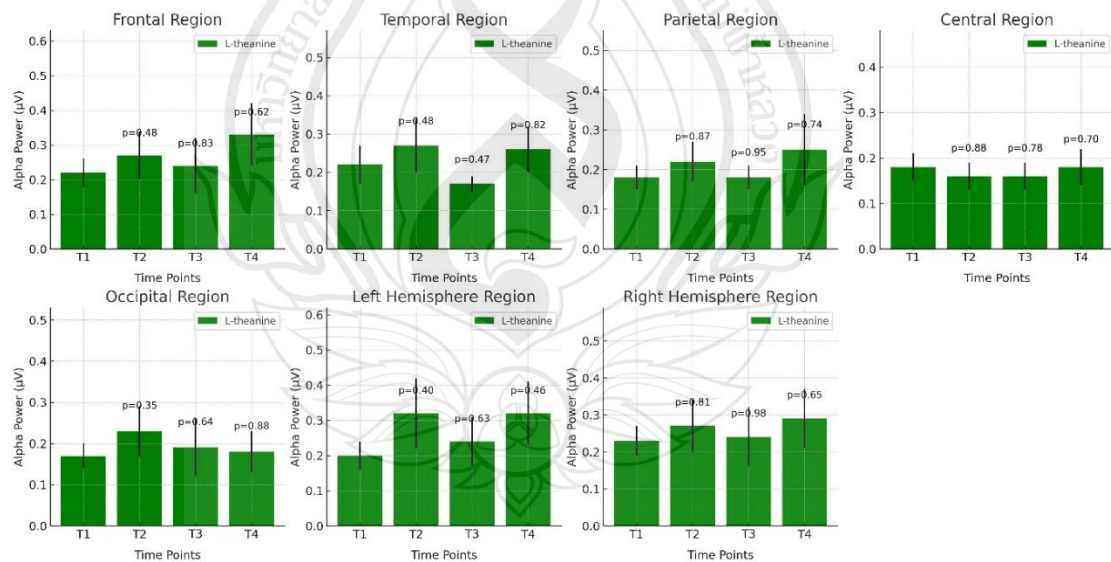 Frontal Region
L-theanine
Alpha Power (µV)
0.6
0.5
0.4
0.3
0.2
0.1
0.0
p=0.48
p=0.83
p=0.62
T1 T2 T3 T4
Time Points
Temporal Region
L-theanine
Alpha Power (µV)
0.5
0.4
0.3
0.2
0.1
0.0
p=0.48
p=0.47
p=0.82
T1 T2 T3 T4
Time Points
Parietal Region
L-theanine
Alpha Power (µV)
0.5
0.4
0.3
0.2
0.1
0.0
p=0.87
p=0.95
p=0.74
T1 T2 T3 T4
Time Points
Central Region
L-theanine
Alpha Power (µV)
0.4
0.3
0.2
0.1
0.0
p=0.88
p=0.78
p=0.70
T1 T2 T3 T4
Time Points
Occipital Region
L-theanine
Alpha Power (µV)
0.5
0.4
0.3
0.2
0.1
0.0
p=0.35
p=0.64
p=0.88
T1 T2 T3 T4
Time Points
Left Hemisphere Region
L-theanine
Alpha Power (µV)
0.6
0.5
0.4
0.3
0.2
0.1
0.0
p=0.40
p=0.63
p=0.46
T1 T2 T3 T4
Time Points
Right Hemisphere Region
L-theanine
Alpha Power (µV)
0.5
0.4
0.3
0.2
0.1
0.0
p=0.81
p=0.98
p=0.65
T1 T2 T3 T4
Time Points